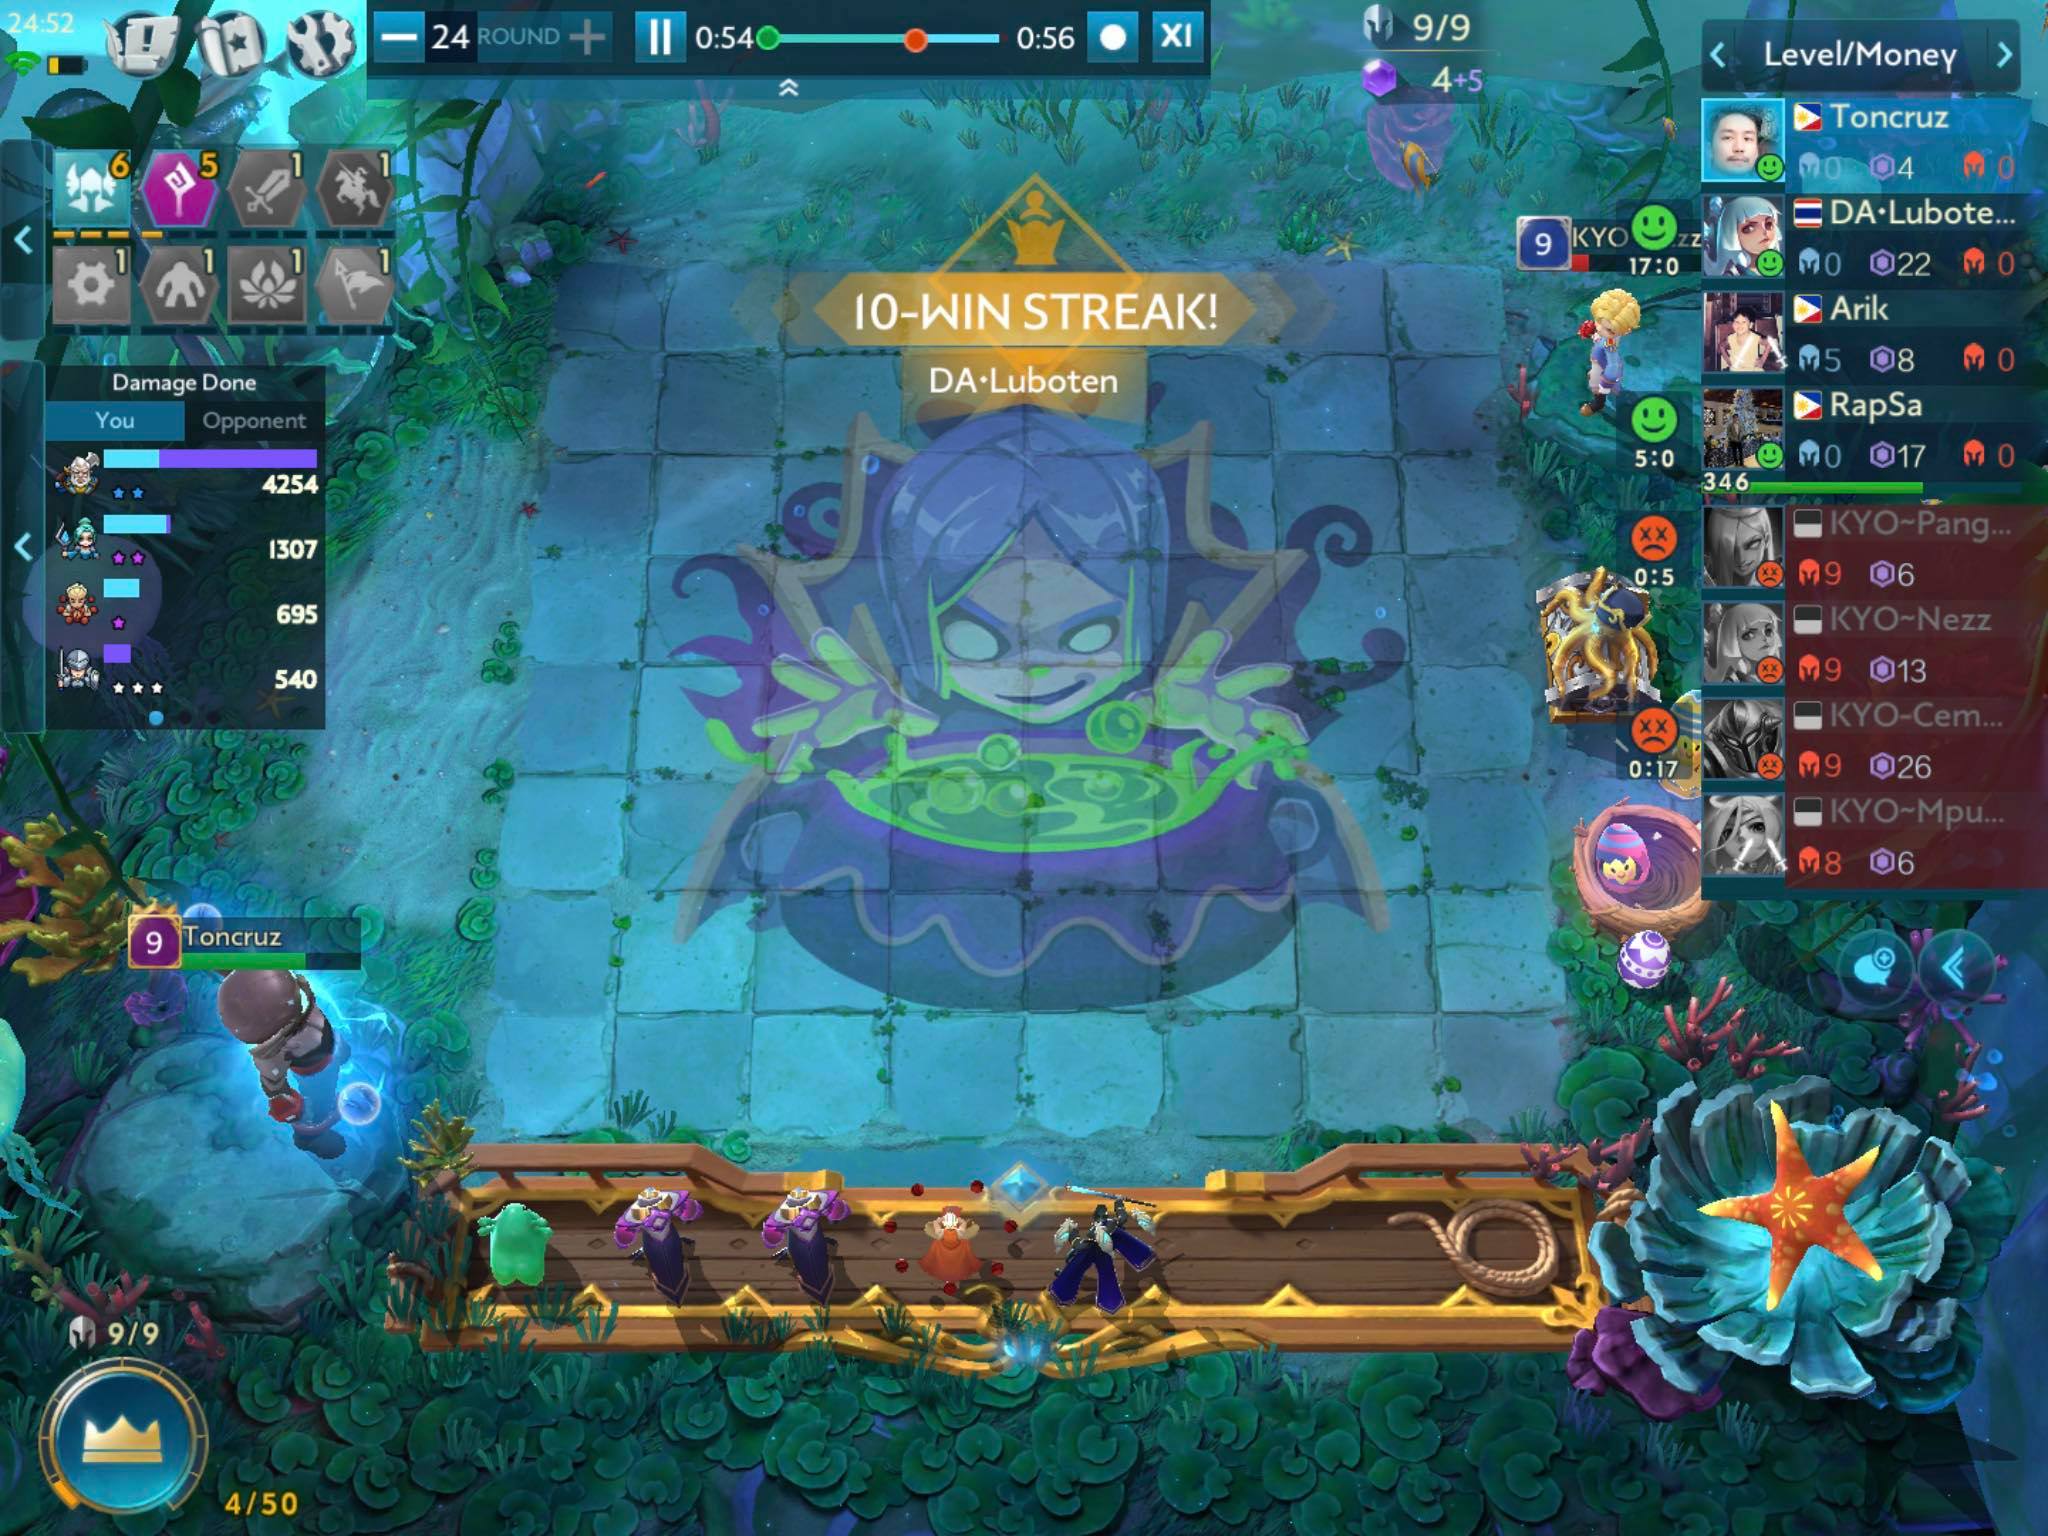 24:52
24 ROUND
0:54
0:56
XI
9/9
4+5
Level/Money
6
5
1
1
1
1
1
1
Toncruz
0 4 0
DA•Lubote...
0 22 0
Arik
5 8 0
RapSa
0 17 0
346
KYO~Pang...
9 6
KYO~Nezz
9 13
KYO-Cem...
9 26
KYO~Mpu...
8 6
9
17:0
5:0
0:5
0:17
10-WIN STREAK!
DA•Luboten
Damage Done
You Opponent
4254
1307
695
540
9 Toncruz
9/9
4/50